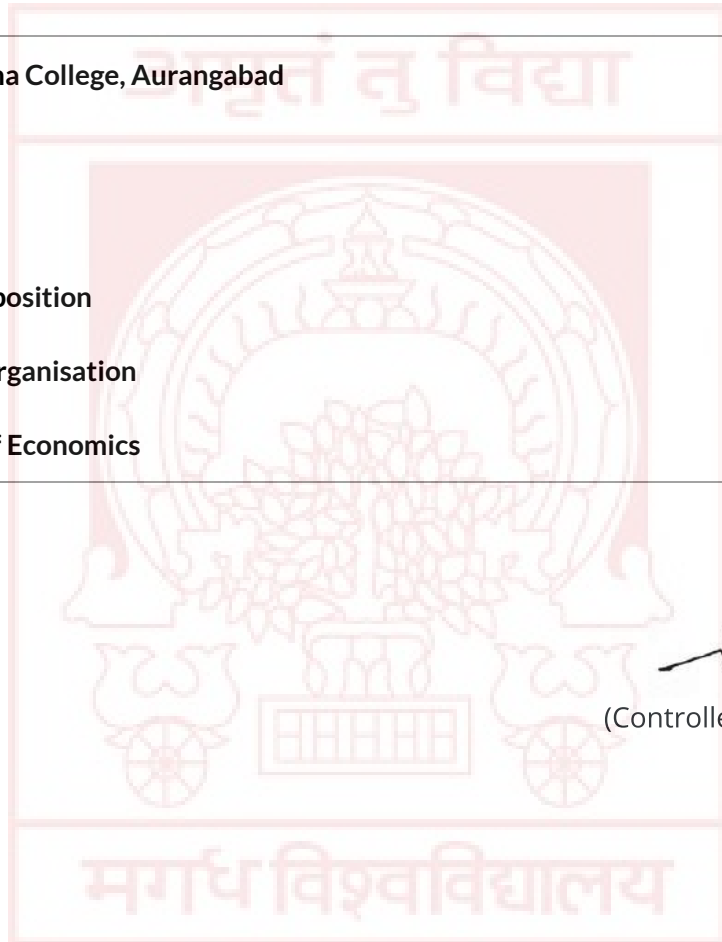 अमृतं तु विद्या
na College, Aurangabad
position
rganisation
f Economics
(Controlle
मगध विश्वविद्यालय